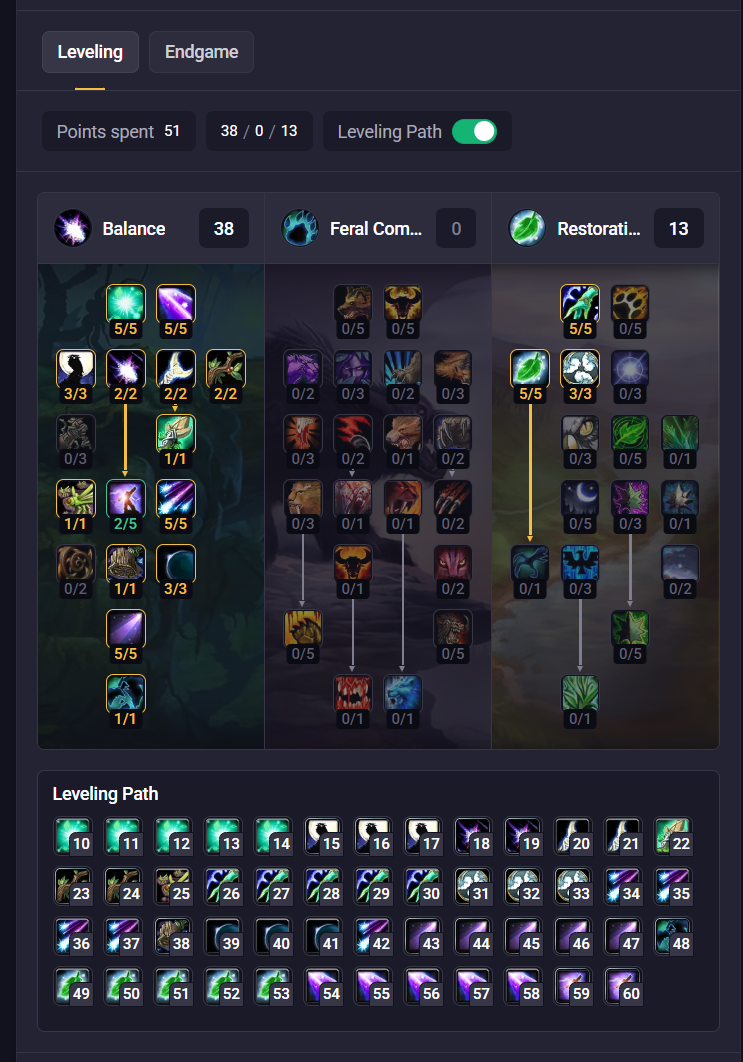 Leveling Endgame
Points spent 51 38 / 0 / 13 Leveling Path
Balance 38 Feral Com... 0 Restorati... 13
5/5 5/5 0/5 0/5 5/5 0/5
3/3 2/2 2/2 2/2 0/2 0/3 0/2 0/3 5/5 3/3 0/3
0/3 1/1 0/3 0/2 0/1 0/2 0/3 0/5 0/1
1/1 2/5 5/5 0/3 0/1 0/1 0/2 0/5 0/3 0/1
0/2 1/1 3/3 0/1 0/2 0/1 0/3 0/2
5/5 0/5 0/5 0/5
1/1 0/1 0/1 0/1
Leveling Path
10 11 12 13 14 15 16 17 18 19 20 21 22
23 24 25 26 27 28 29 30 31 32 33 34 35
36 37 38 39 40 41 42 43 44 45 46 47 48
49 50 51 52 53 54 55 56 57 58 59 60